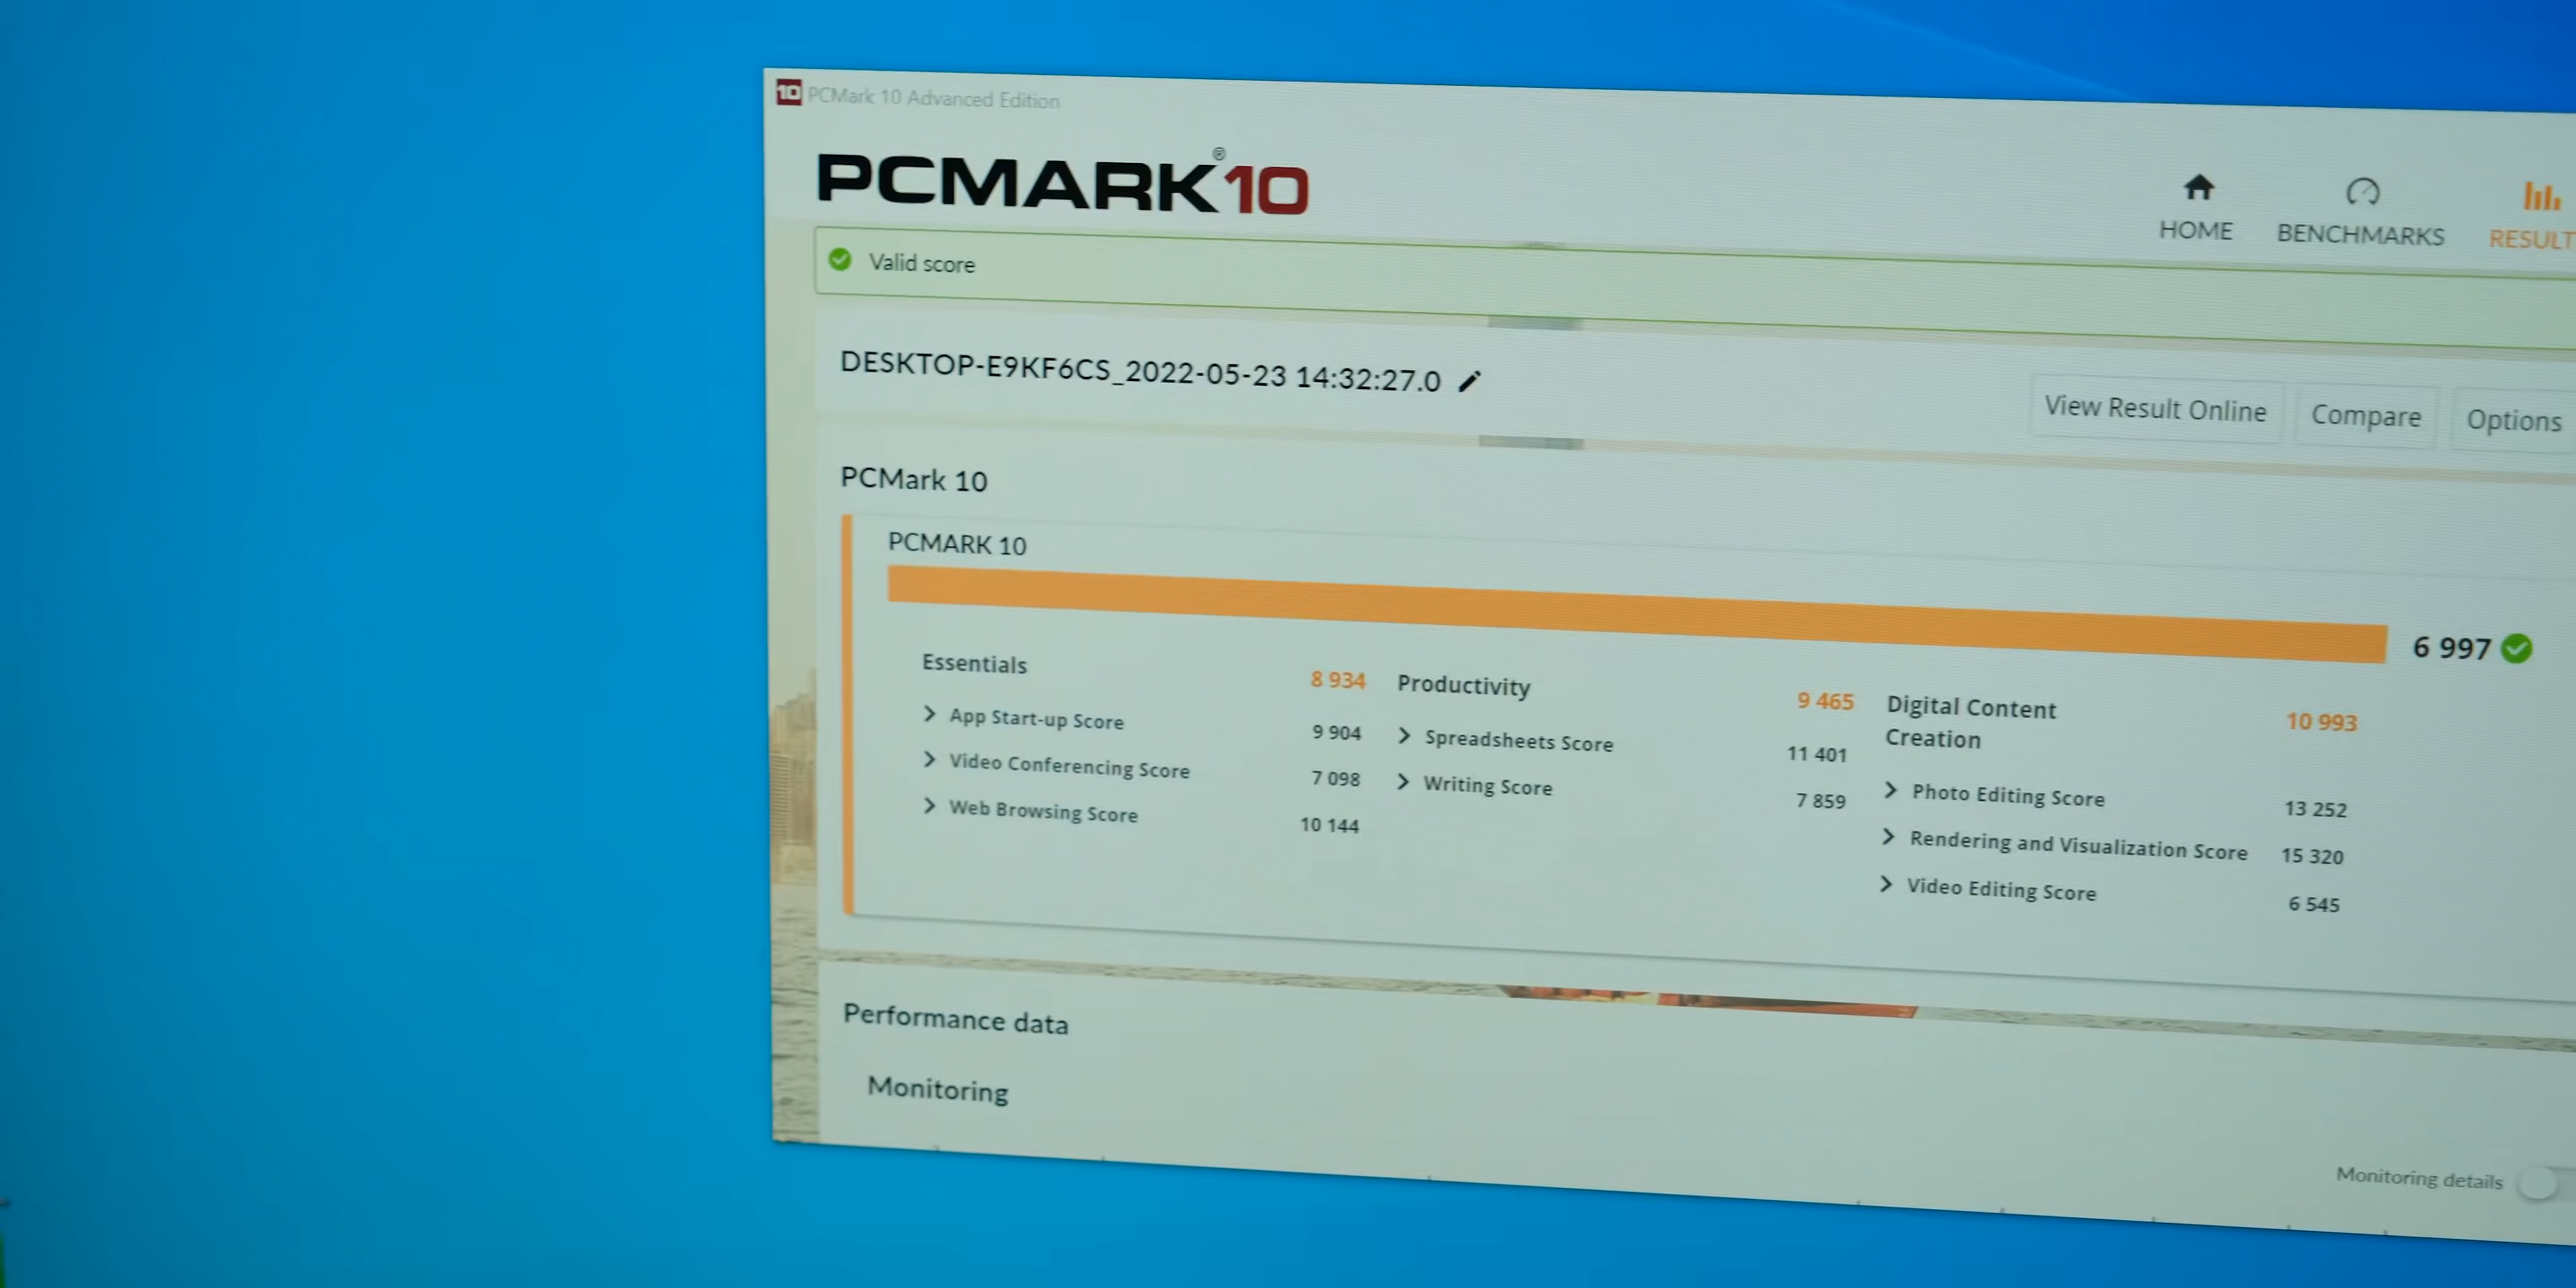 10 PCMark 10 Advanced Edition
PCMARK®10
HOME
BENCHMARKS
RESULT
Valid score
DESKTOP-E9KF6CS_2022-05-23 14:32:27.0
View Result Online
Compare
Options
PCMark 10
PCMARK 10
6 997
Essentials 8 934
App Start-up Score 9 904
Video Conferencing Score 7 098
Web Browsing Score 10 144
Productivity 9 465
Spreadsheets Score 11 401
Writing Score 7 859
Digital Content
Creation
10 993
Photo Editing Score 13 252
Rendering and Visualization Score 15 320
Video Editing Score 6 545
Performance data
Monitoring
Monitoring details